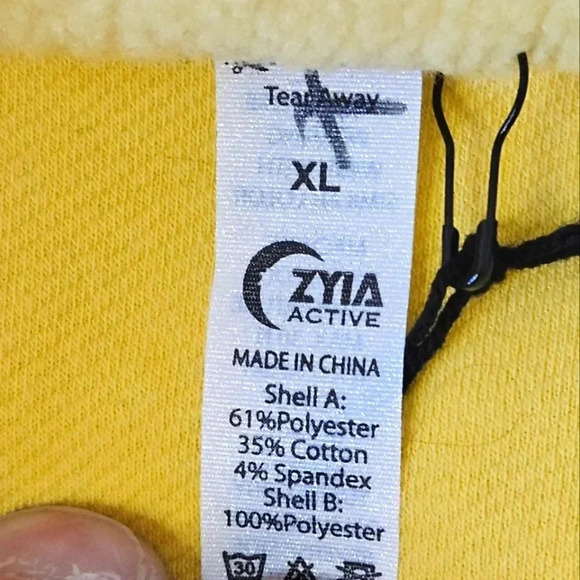 Tear Away
XL
ZYIA
ACTIVE
MADE IN CHINA
Shell A:
61%Polyester
35% Cotton
4% Spandex
Shell B:
100%Polyester
30